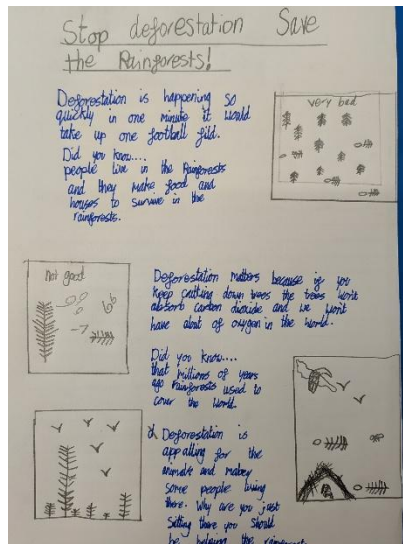 Stop deforestation Save
the Rainforests!
Deforestation is happening so
quickly in one minute it would
take up one football fild.
Did you know....
people live in the Rainforests
and they make food and
houses to survive in the
rainforests.
very bad
not good
Deforestation matters because if you
keep cutting down trees the trees won't
absorb carbon dioxide and we won't
have alot of oxygen in the world.
Did you know....
that millions of years
ago rainforests used to
cover the world.
Deforestation is
appalling for the
animals and mabey
some people living
there. Why are you just
sitting there you should
be helping the rainforest